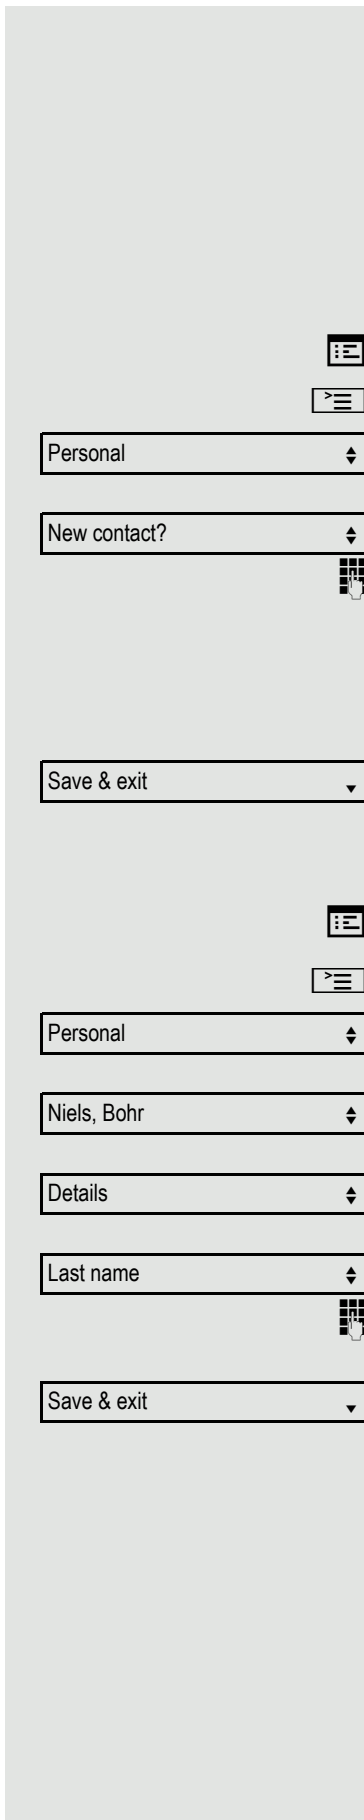 Personal
New contact?
Save & exit
Personal
Niels, Bohr
Details
Last name
Save & exit